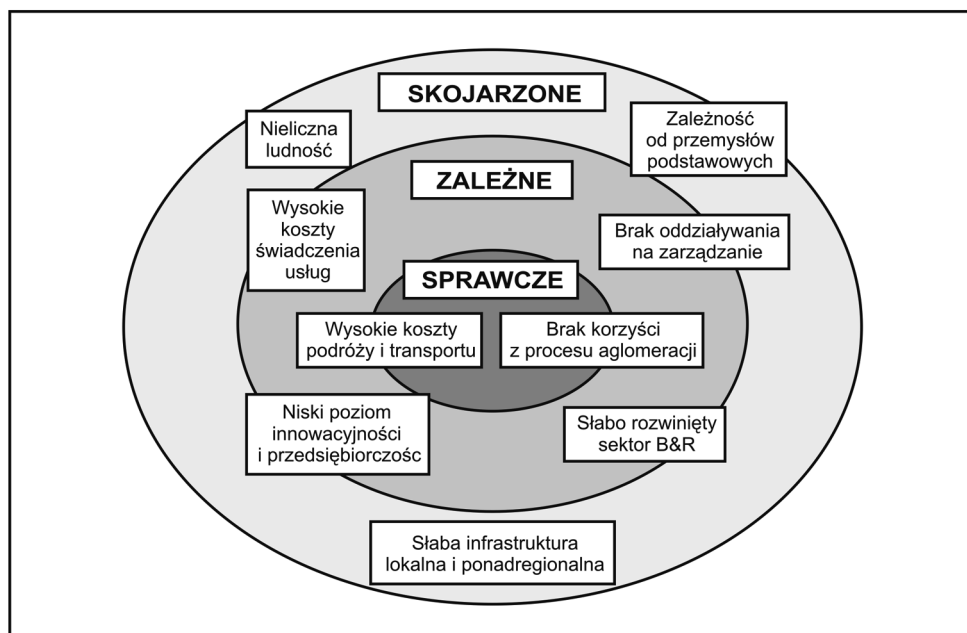 SKOJARZONE
Nieliczna
ludność
Zależność
od przemysłów
podstawowych
ZALEŻNE
Wysokie
koszty
świadczenia
usług
Brak oddziaływania
na zarządzanie
SPRAWCZE
Wysokie koszty
podróży i transportu
Brak korzyści
z procesu aglomeracji
Niski poziom
innowacyjności
i przedsiębiorczośc
Słabo rozwinięty
sektor B&R
Słaba infrastruktura
lokalna i ponadregionalna